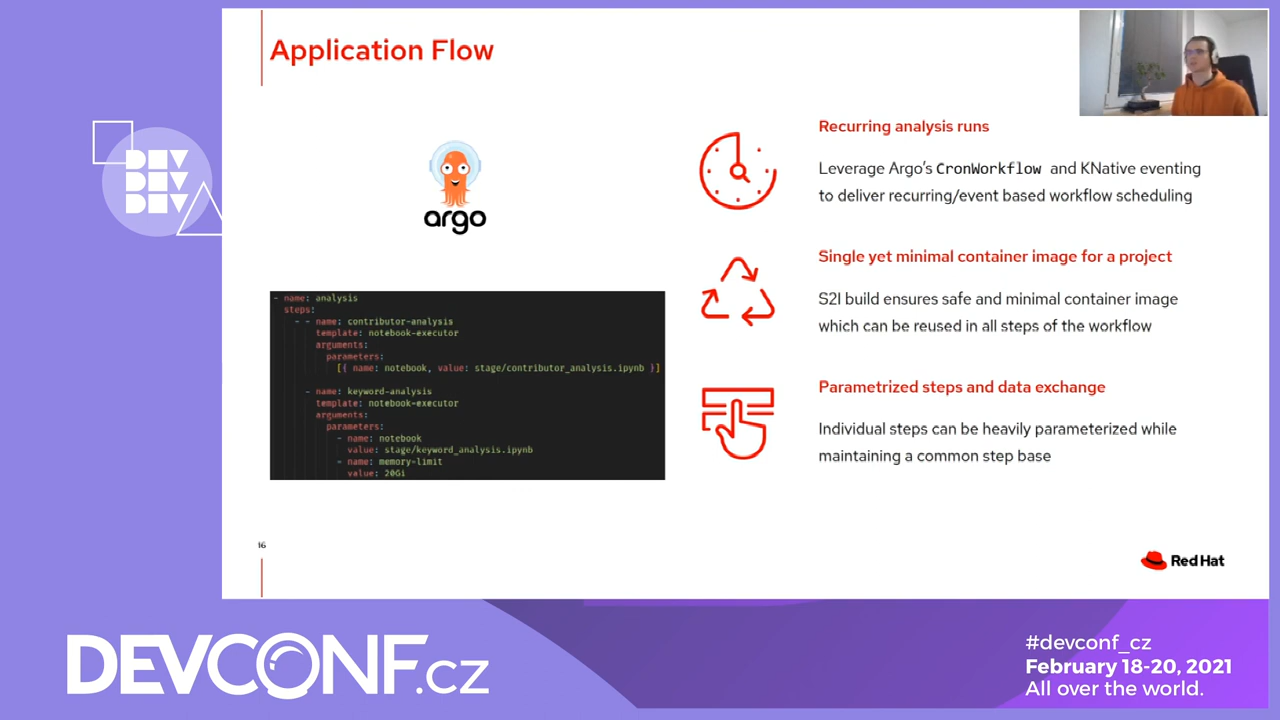 Application Flow
DEV
DEV
DEV
argo
- name: analysis
steps:
- - name: contributor-analysis
template: notebook-executor
arguments:
parameters:
[{ name: notebook, value: stage/contributor_analysis.ipynb }]
- name: keyword-analysis
template: notebook-executor
arguments:
parameters:
- name: notebook
value: stage/keyword_analysis.ipynb
- name: memory-limit
value: 20Gi
Recurring analysis runs
Leverage Argo's CronWorkflow and KNative eventing
to deliver recurring/event based workflow scheduling
Single yet minimal container image for a project
S2I build ensures safe and minimal container image
which can be reused in all steps of the workflow
Parametrized steps and data exchange
Individual steps can be heavily parameterized while
maintaining a common step base
16
Red Hat
DEVCONF.cz
#devconf_cz
February 18-20, 2021
All over the world.